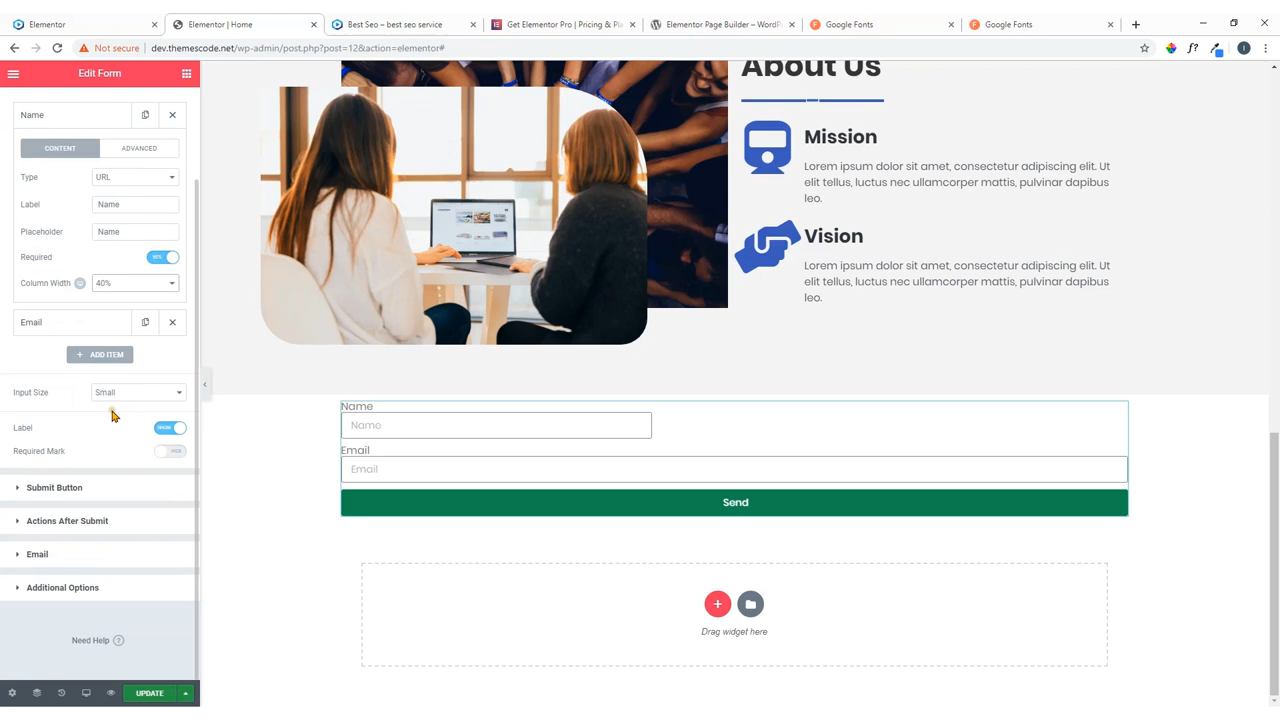 Elementor
Elementor | Home
Best Seo – best seo service
Get Elementor Pro | Pricing & Pl
Elementor Page Builder – WordP
Google Fonts
Google Fonts
Not secure
dev.themescode.net/wp-admin/post.php?post=12&action=elementor#
Edit Form
Name
CONTENT
ADVANCED
Type
URL
Label
Name
Placeholder
Name
Required
YES
Column Width
40%
Email
+ ADD ITEM
Input Size
Small
Label
SHOW
Required Mark
HIDE
Submit Button
Actions After Submit
Email
Additional Options
Need Help ?
UPDATE
About Us
Mission
Lorem ipsum dolor sit amet, consectetur adipiscing elit. Ut
elit tellus, luctus nec ullamcorper mattis, pulvinar dapibus
leo.
Vision
Lorem ipsum dolor sit amet, consectetur adipiscing elit. Ut
elit tellus, luctus nec ullamcorper mattis, pulvinar dapibus
leo.
Name
Name
Email
Email
Send
Drag widget here